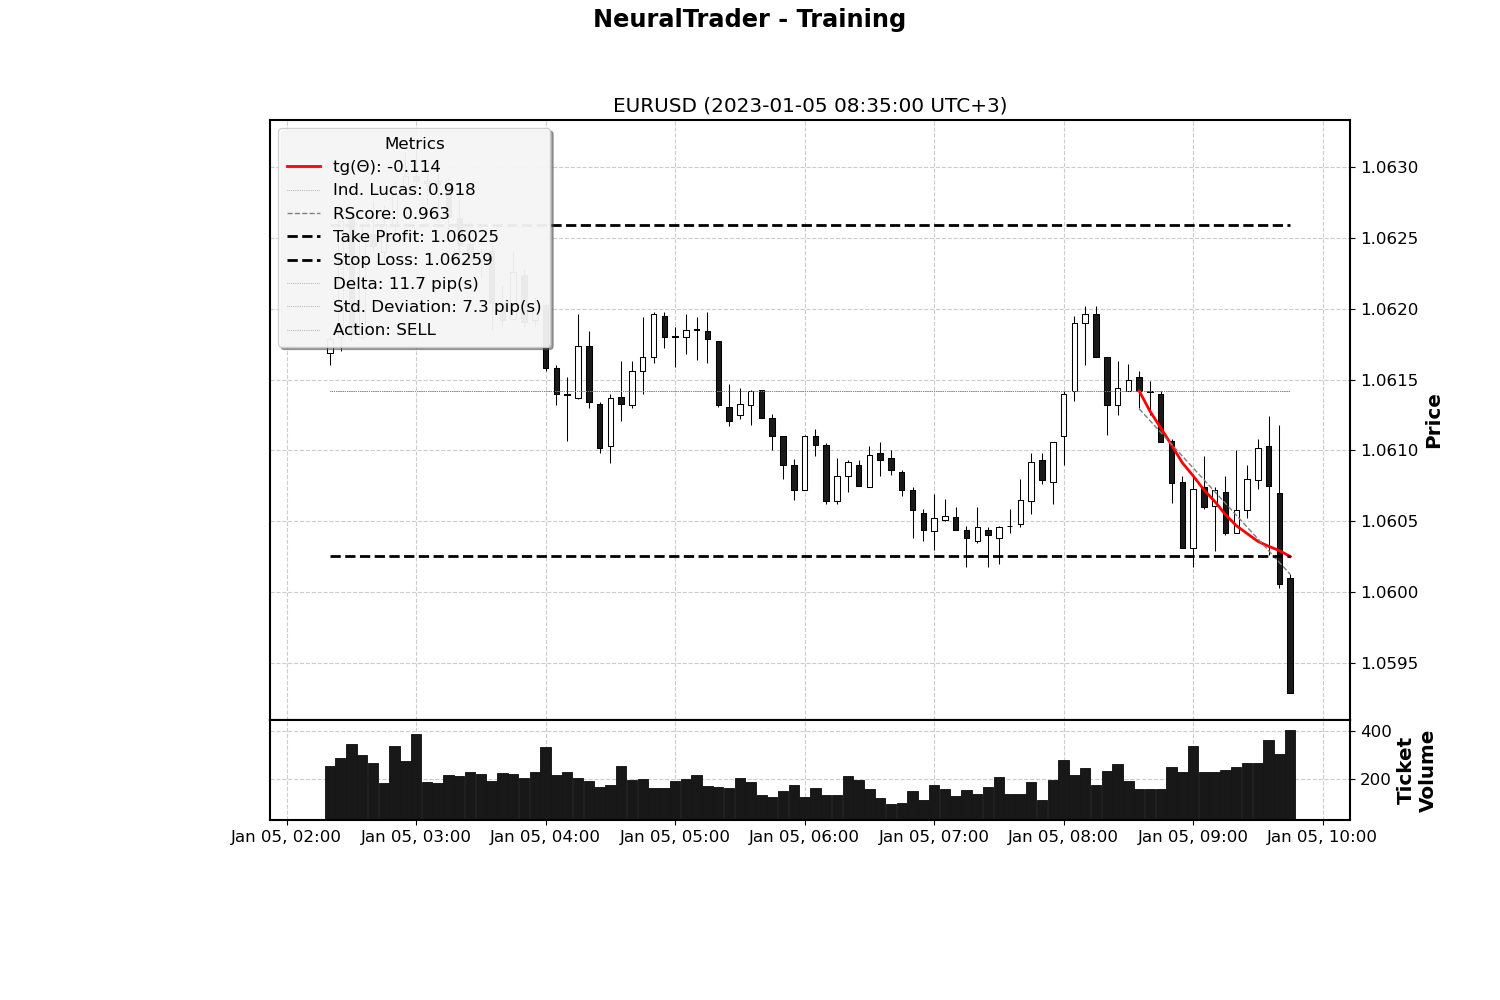 NeuralTrader - Training
EURUSD (2023-01-05 08:35:00 UTC+3)
Metrics
tg(Θ): -0.114
Ind. Lucas: 0.918
RScore: 0.963
Take Profit: 1.06025
Stop Loss: 1.06259
Delta: 11.7 pip(s)
Std. Deviation: 7.3 pip(s)
Action: SELL
1.0630
1.0625
1.0620
1.0615
1.0610
1.0605
1.0600
1.0595
Price
400
200
Ticket
Volume
Jan 05, 02:00
Jan 05, 03:00
Jan 05, 04:00
Jan 05, 05:00
Jan 05, 06:00
Jan 05, 07:00
Jan 05, 08:00
Jan 05, 09:00
Jan 05, 10:00